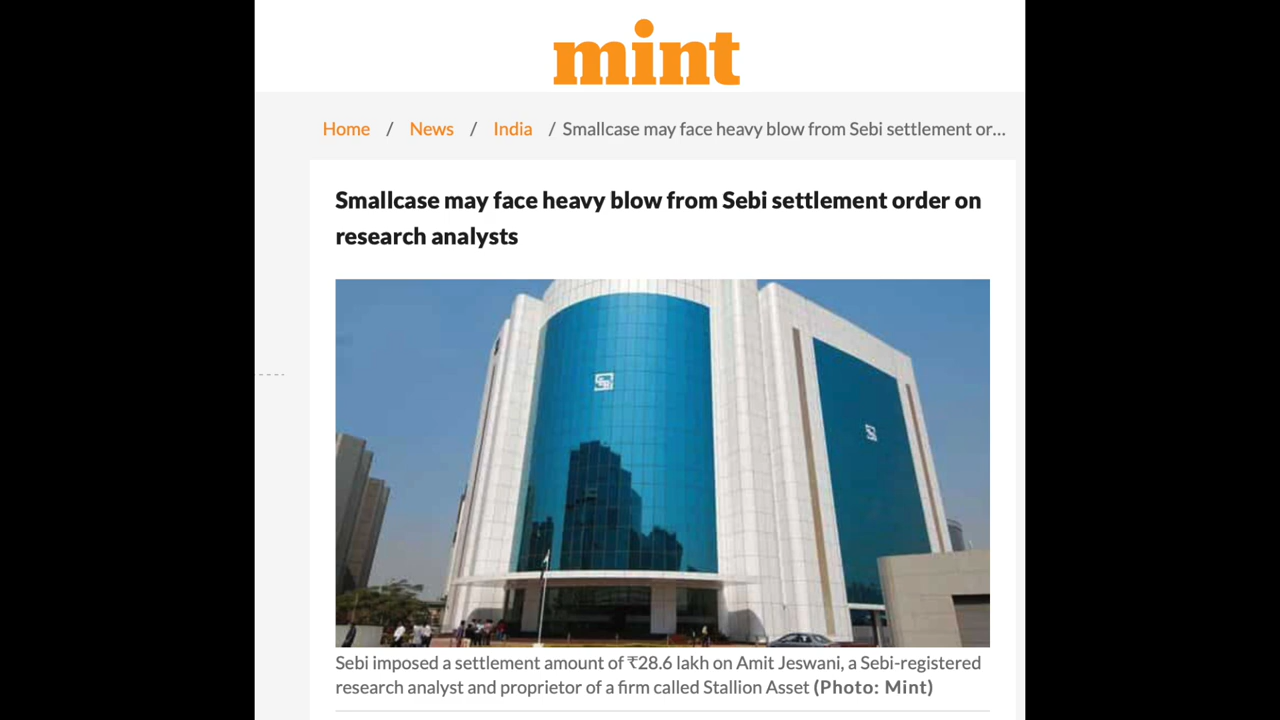 mint
Home / News / India / Smallcase may face heavy blow from Sebi settlement or...
Smallcase may face heavy blow from Sebi settlement order on
research analysts
Sebi imposed a settlement amount of ₹28.6 lakh on Amit Jeswani, a Sebi-registered
research analyst and proprietor of a firm called Stallion Asset (Photo: Mint)